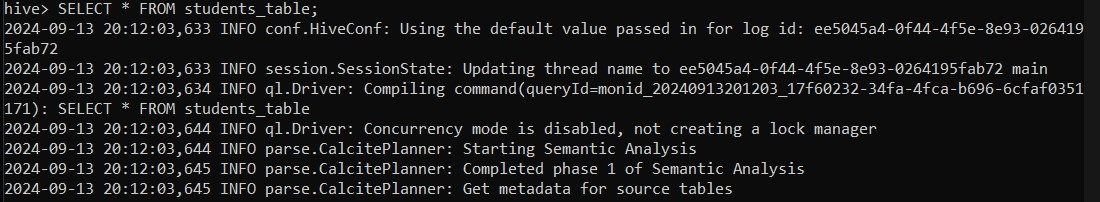 hive> SELECT * FROM students_table;
2024-09-13 20:12:03,633 INFO conf.HiveConf: Using the default value passed in for log id: ee5045a4-0f44-4f5e-8e93-026419
5fab72
2024-09-13 20:12:03,633 INFO session.SessionState: Updating thread name to ee5045a4-0f44-4f5e-8e93-0264195fab72 main
2024-09-13 20:12:03,634 INFO ql.Driver: Compiling command(queryId=monid_20240913201203_17f60232-34fa-4fca-b696-6cfaf0351
171): SELECT * FROM students_table
2024-09-13 20:12:03,644 INFO ql.Driver: Concurrency mode is disabled, not creating a lock manager
2024-09-13 20:12:03,644 INFO parse.CalcitePlanner: Starting Semantic Analysis
2024-09-13 20:12:03,645 INFO parse.CalcitePlanner: Completed phase 1 of Semantic Analysis
2024-09-13 20:12:03,645 INFO parse.CalcitePlanner: Get metadata for source tables